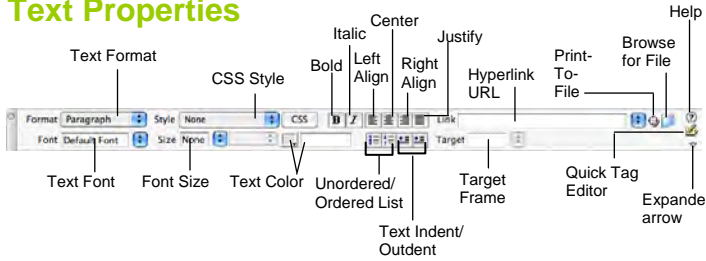 Text Properties
Help
Center
Italic
Justify
Text Format
Left
Align
Right
Align
Bold
Print-
To-
File
Browse
for File
CSS Style
Hyperlink
URL
Format Paragraph Style None CSS B I Link
Font Default Font Size None Target
Text Font
Font Size
Text Color
Unordered/
Ordered List
Target
Frame
Quick Tag
Editor
Expande
arrow
Text Indent/
Outdent